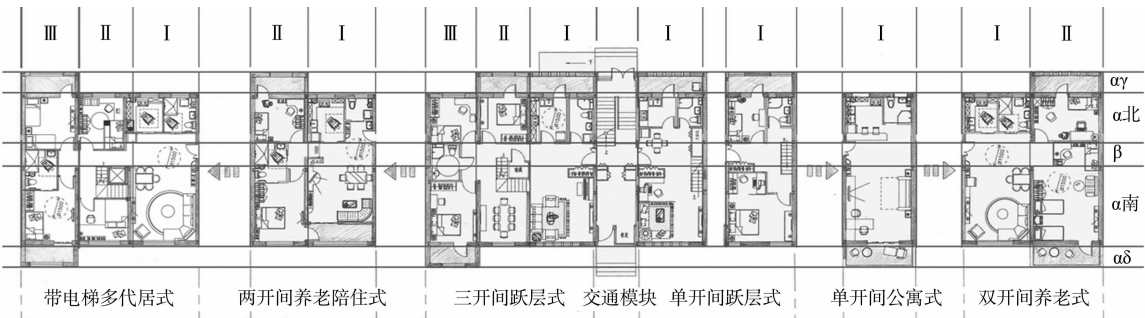 Ⅲ Ⅱ Ⅰ Ⅱ Ⅰ Ⅲ Ⅱ Ⅰ Ⅰ Ⅰ Ⅰ Ⅰ Ⅱ
αγ
α北
β
α南
αδ
带电梯多代居式 两开间养老陪住式 三开间跃层式 交通模块 单开间跃层式 单开间公寓式 双开间养老式